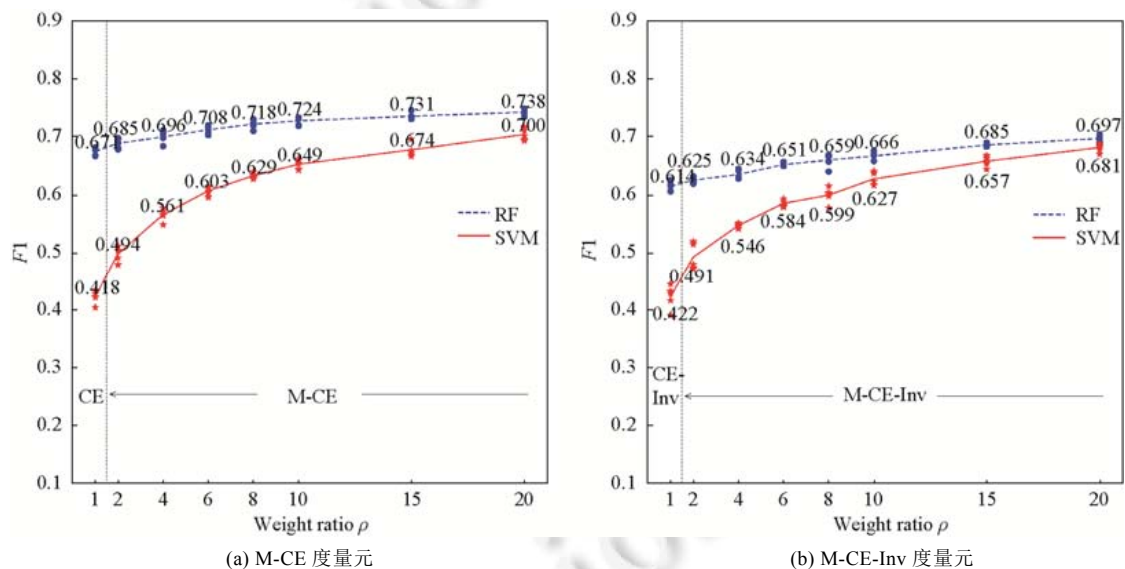 0.9
0.8
0.7
0.6
0.5
0.4
0.3
0.2
0.1
F1
0.671
0.685
0.696
0.708
0.718
0.724
0.731
0.738
0.418
0.494
0.561
0.603
0.629
0.649
0.674
0.700
RF
SVM
CE
M-CE
1 2 4 6 8 10 15 20
Weight ratio ρ
(a) M-CE 度量元
0.9
0.8
0.7
0.6
0.5
0.4
0.3
0.2
0.1
F1
0.614
0.625
0.634
0.651
0.659
0.666
0.685
0.697
0.422
0.491
0.546
0.584
0.599
0.627
0.657
0.681
RF
SVM
CE-
Inv
M-CE-Inv
1 2 4 6 8 10 15 20
Weight ratio ρ
(b) M-CE-Inv 度量元